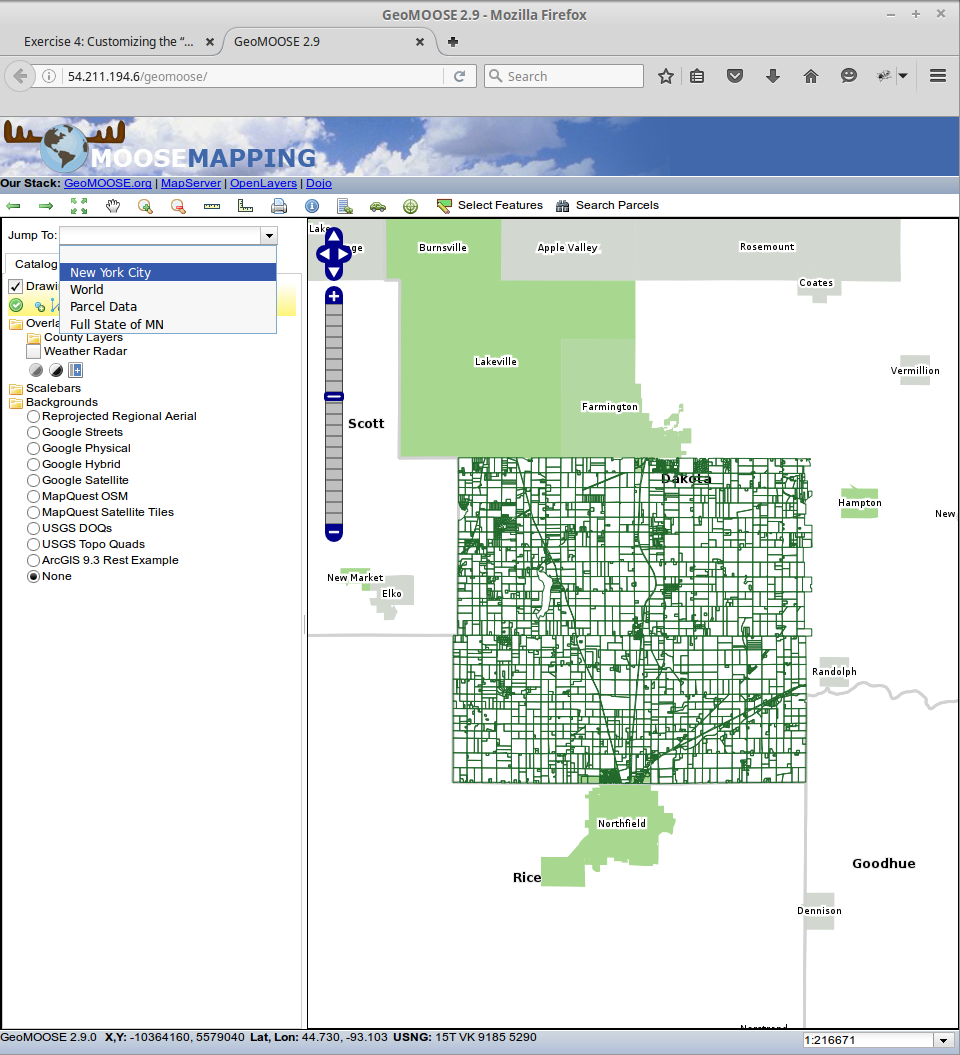 GeoMOOSE 2.9 - Mozilla Firefox
Exercise 4: Customizing the “...
GeoMOOSE 2.9
54.211.194.6/geomoose/
Search
MOOSEMAPPING
Our Stack: GeoMOOSE.org | MapServer | OpenLayers | Dojo
Select Features
Search Parcels
Jump To:
New York City
World
Parcel Data
Full State of MN
Catalog
Drawi
Overla
County Layers
Weather Radar
Scalebars
Backgrounds
Reprojected Regional Aerial
Google Streets
Google Physical
Google Hybrid
Google Satellite
MapQuest OSM
MapQuest Satellite Tiles
USGS DOQs
USGS Topo Quads
ArcGIS 9.3 Rest Example
None
Lake
ge
Burnsville
Apple Valley
Rosemount
Coates
Lakeville
Vermillion
Farmington
Scott
Dakota
Hampton
New
New Market
Elko
Randolph
Northfield
Goodhue
Rice
Dennison
GeoMOOSE 2.9.0 X,Y: -10364160, 5579040 Lat, Lon: 44.730, -93.103 USNG: 15T VK 9185 5290
1:216671